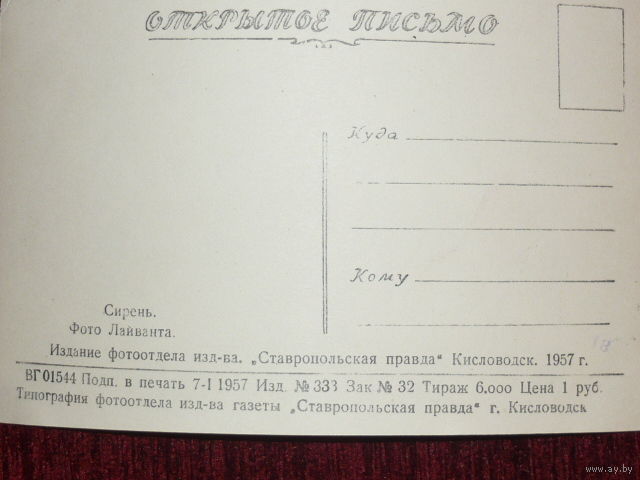 ОТКРЫТОЕ ПИСЬМО
Куда
Кому
Сирень.
Фото Лайванта.
Издание фотоотдела изд-ва. „Ставропольская правда“ Кисловодск. 1957 г.
ВГ 01544 Подп. в печать 7-I 1957 Изд. № 333 Зак № 32 Тираж 6.000 Цена 1 руб.
Типография фотоотдела изд-ва газеты „Ставропольская правда“ г. Кисловодск
www.ay.by